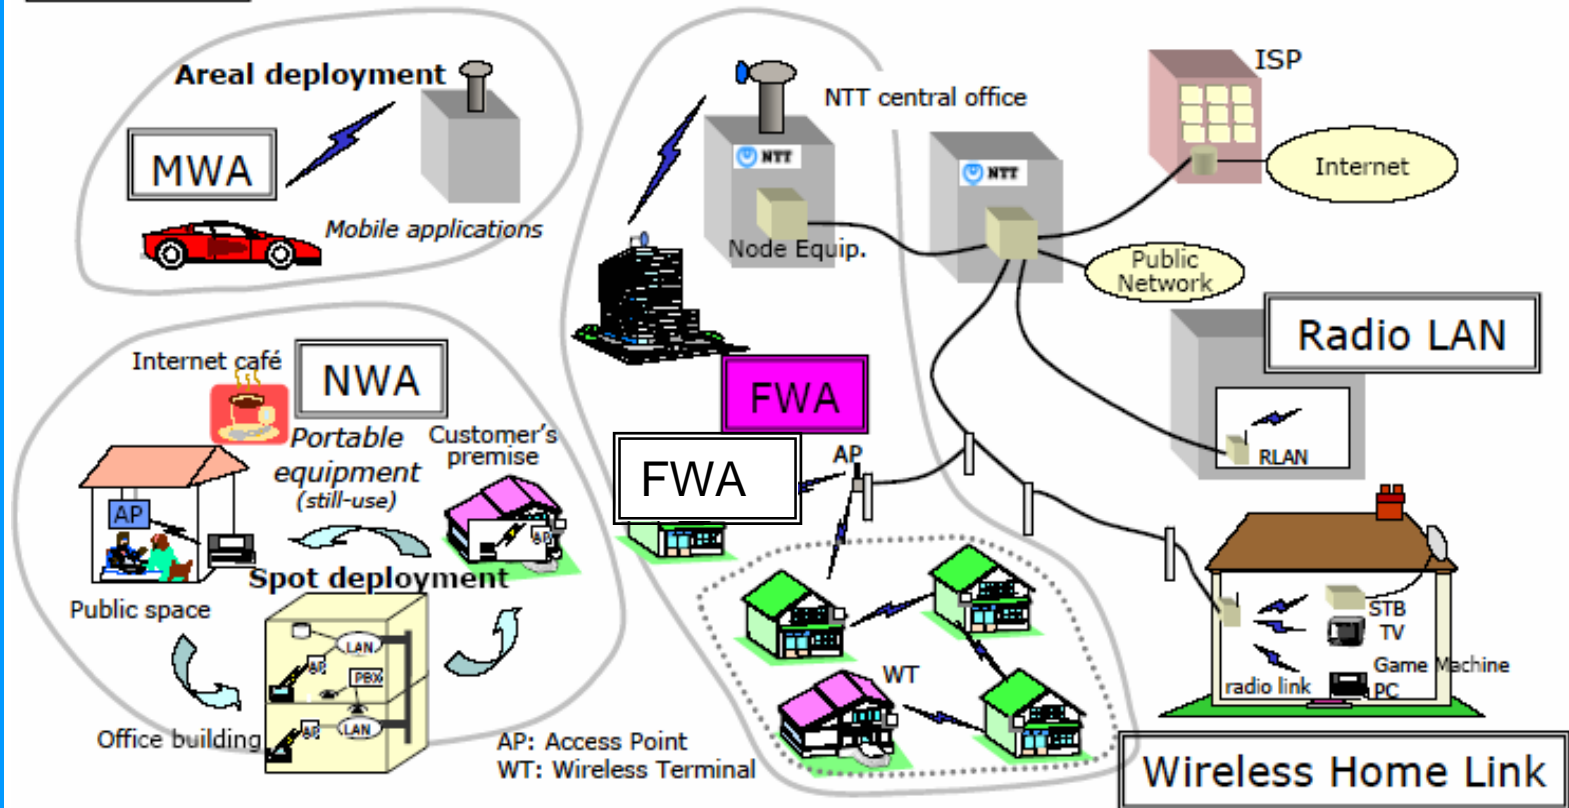 Areal deployment
MWA
Mobile applications
NTT central office
NTT
Node Equip.
NTT
ISP
Internet
Public
Network
Radio LAN
RLAN
Internet café
NWA
Portable
equipment
(still-use)
Customer's
premise
AP
AP
Spot deployment
Public space
LAN
AP
PBX
AP
LAN
Office building
FWA
FWA
AP
WT
AP: Access Point
WT: Wireless Terminal
STB
TV
Game Machine
PC
radio link
Wireless Home Link